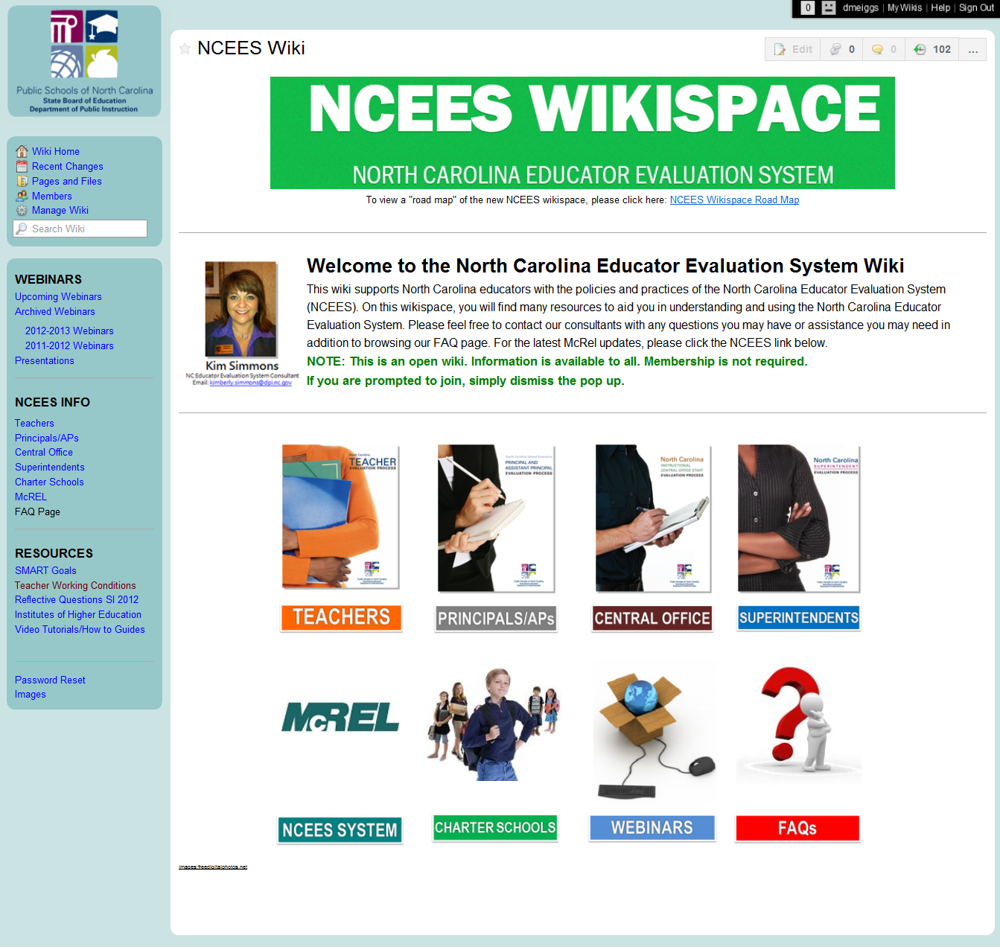 0 dmeiggs | My Wikis | Help | Sign Out
Public Schools of North Carolina
State Board of Education
Department of Public Instruction
Wiki Home
Recent Changes
Pages and Files
Members
Manage Wiki
Search Wiki
WEBINARS
Upcoming Webinars
Archived Webinars
2012-2013 Webinars
2011-2012 Webinars
Presentations
NCEES INFO
Teachers
Principals/APs
Central Office
Superintendents
Charter Schools
McREL
FAQ Page
RESOURCES
SMART Goals
Teacher Working Conditions
Reflective Questions SI 2012
Institutes of Higher Education
Video Tutorials/How to Guides
Password Reset
Images
NCEES Wiki
Edit 0 0 102 ...
NCEES WIKISPACE
NORTH CAROLINA EDUCATOR EVALUATION SYSTEM
To view a "road map" of the new NCEES wikispace, please click here: NCEES Wikispace Road Map
Kim Simmons
NC Educator Evaluation System Consultant
Email: kimberly.simmons@dpi.nc.gov
Welcome to the North Carolina Educator Evaluation System Wiki
This wiki supports North Carolina educators with the policies and practices of the North Carolina Educator Evaluation System
(NCEES). On this wikispace, you will find many resources to aid you in understanding and using the North Carolina Educator
Evaluation System. Please feel free to contact our consultants with any questions you may have or assistance you may need in
addition to browsing our FAQ page. For the latest McRel updates, please click the NCEES link below.
NOTE: This is an open wiki. Information is available to all. Membership is not required.
If you are prompted to join, simply dismiss the pop up.
North Carolina
TEACHER
EVALUATION PROCESS
North Carolina School Executive
PRINCIPAL AND
ASSISTANT PRINCIPAL
EVALUATION PROCESS
North Carolina
INSTRUCTIONAL
CENTRAL OFFICE STAFF
EVALUATION PROCESS
North Carolina
SUPERINTENDENT
EVALUATION PROCESS
TEACHERS
PRINCIPALS/APs
CENTRAL OFFICE
SUPERINTENDENTS
McREL
NCEES SYSTEM
CHARTER SCHOOLS
WEBINARS
FAQs
Images:freedigitalphotos.net